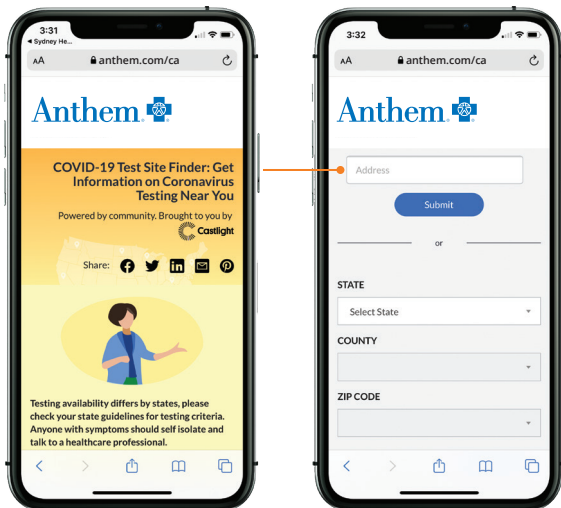 3:31
Sydney He...
AA anthem.com/ca
Anthem
COVID-19 Test Site Finder: Get
Information on Coronavirus
Testing Near You
Powered by community. Brought to you by
Castlight
Share:
Testing availability differs by states, please
check your state guidelines for testing criteria.
Anyone with symptoms should self isolate and
talk to a healthcare professional.
3:32
AA anthem.com/ca
Anthem
Address
Submit
or
STATE
Select State
COUNTY
ZIP CODE